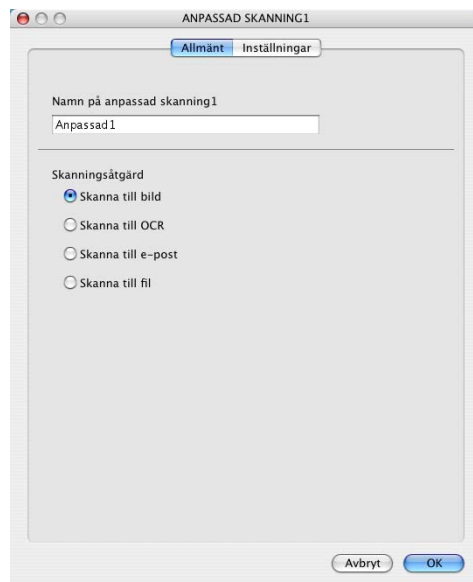 ANPASSAD SKANNING1
Allmänt Inställningar
Namn på anpassad skanning1
Anpassad1
Skanningsåtgärd
Skanna till bild
Skanna till OCR
Skanna till e-post
Skanna till fil
Avbryt OK